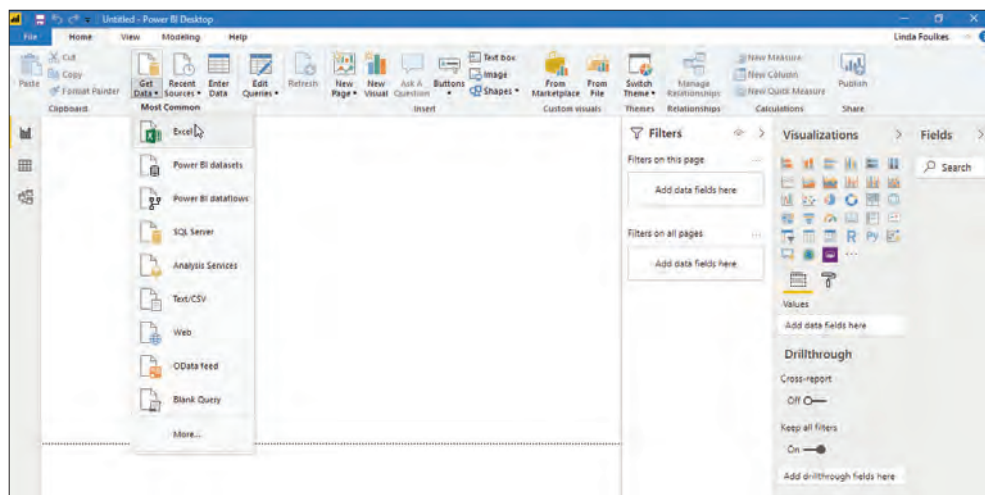 Untitled - Power BI Desktop
File Home View Modeling Help Linda Foulkes
Paste
Cut
Copy
Format Painter
Clipboard
Get Data
Recent Sources
Enter Data
Edit Queries
Refresh
New Page
New Visual
Ask A Question
Buttons
Text box
Image
Shapes
Insert
From Marketplace
From File
Custom visuals
Switch Theme
Themes
Manage Relationships
Relationships
New Measure
New Column
New Quick Measure
Calculations
Publish
Share
Most Common
Excel
Power BI datasets
Power BI dataflows
SQL Server
Analysis Services
Text/CSV
Web
OData feed
Blank Query
More...
Filters
Filters on this page
...
Add data fields here
Filters on all pages
...
Add data fields here
Visualizations
R Py
...
Values
Add data fields here
Drillthrough
Cross-report
Off
Keep all filters
On
Add drillthrough fields here
Fields
Search